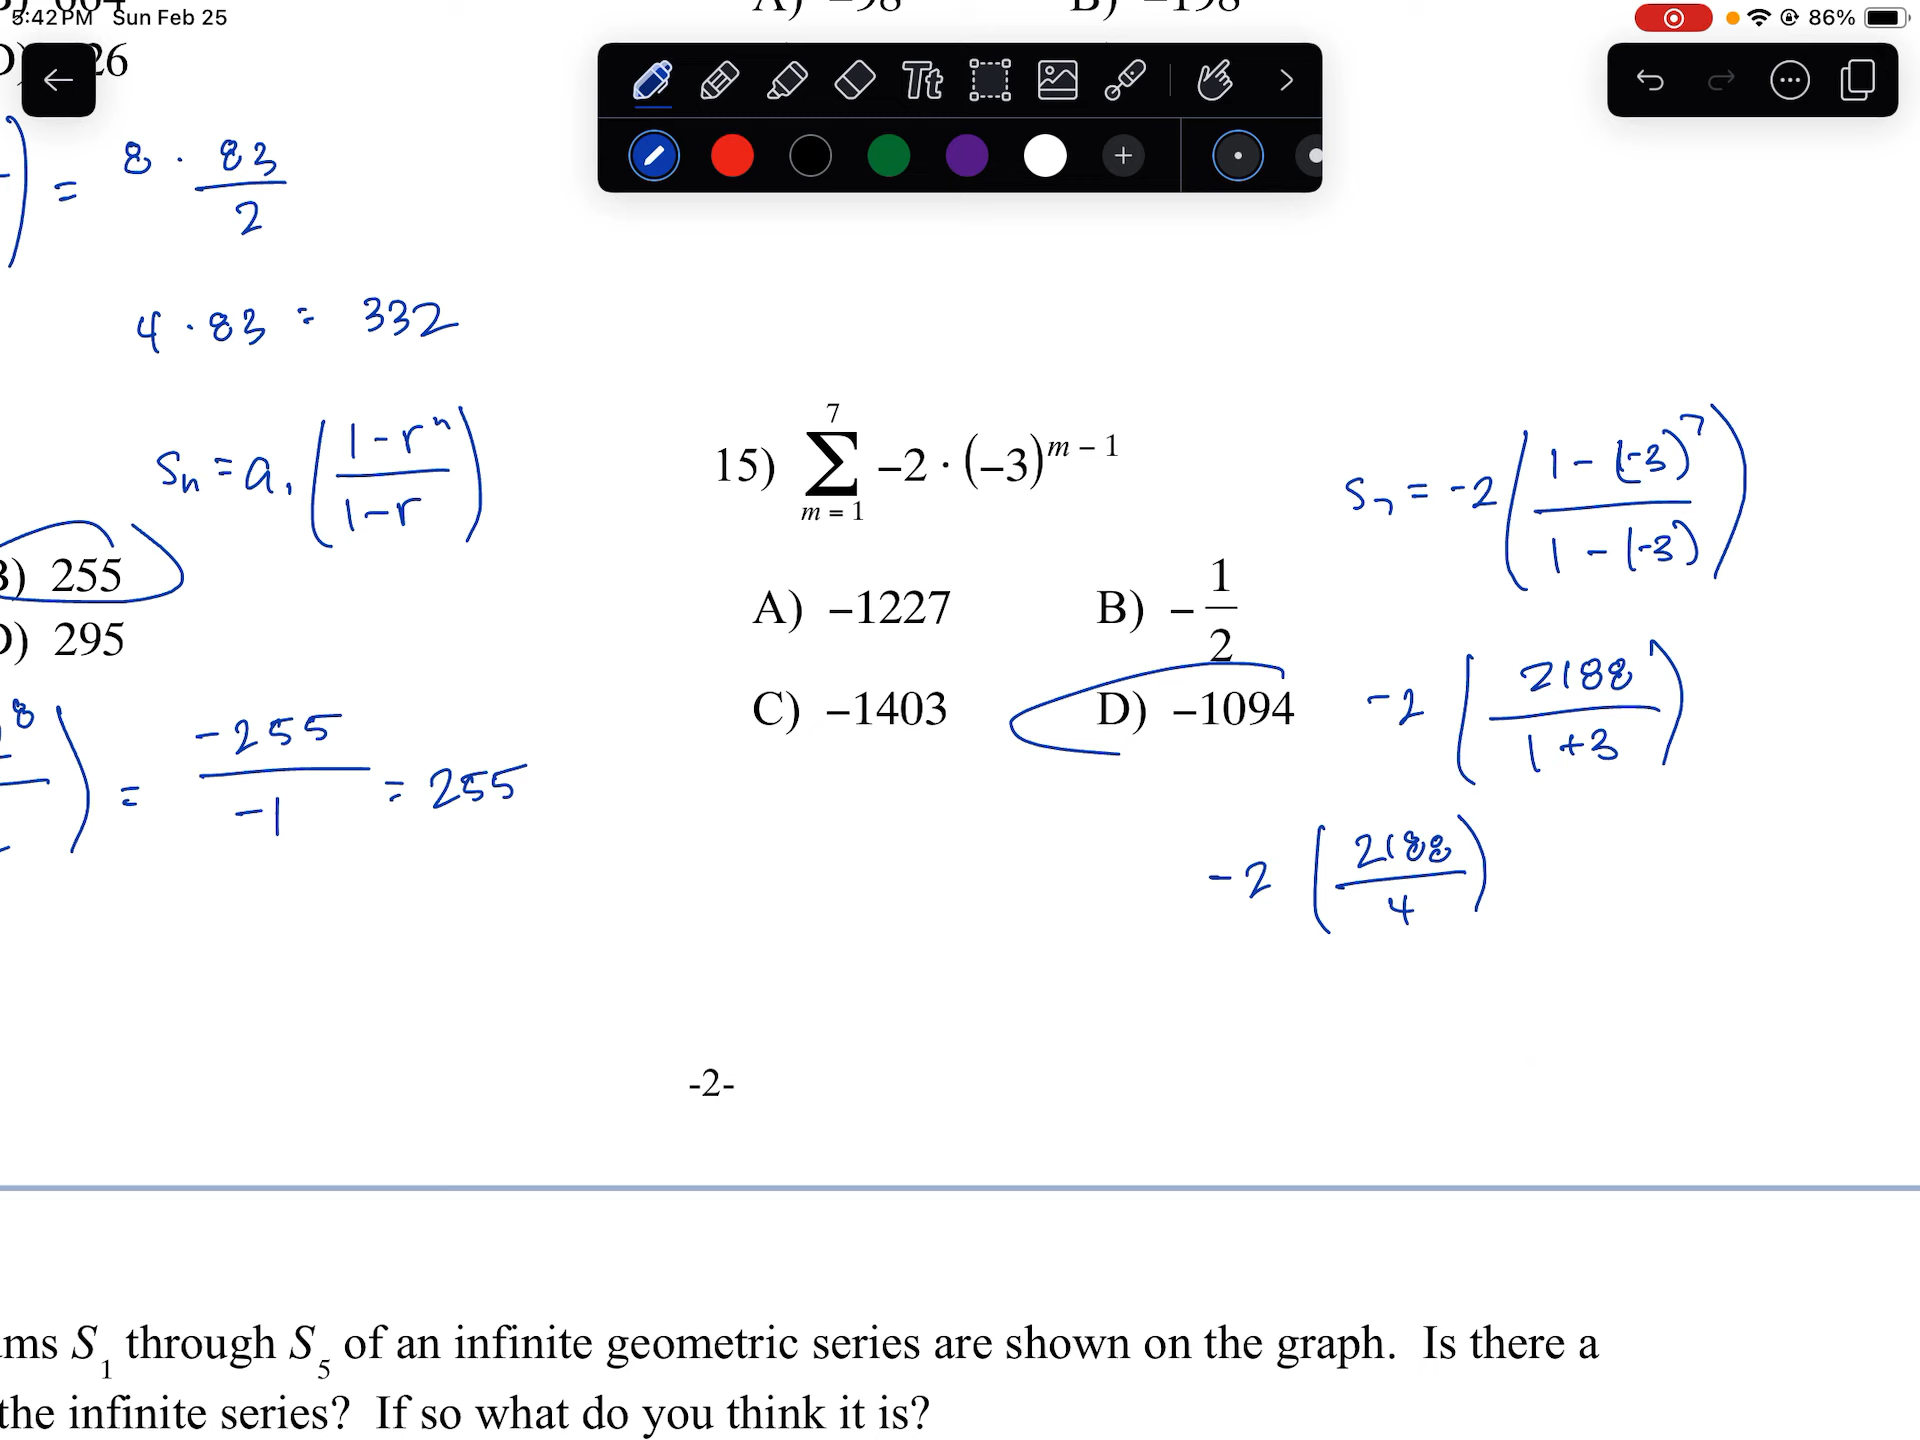 5:42 PM Sun Feb 25
86%
Tt
26
= 8 · 83/2
4 · 83 = 332
Sn = a1 (1 - r^n / 1 - r)
B) 255
D) 295
= -255/-1 = 255
15) ∑ −2 · (−3)^(m − 1)
7
m = 1
A) −1227
B) −1/2
C) −1403
D) −1094
S7 = -2 (1 - (-3)^7 / 1 - (-3))
-2 (2188 / 1 + 3)
-2 (2188 / 4)
-2-
S1 through S5 of an infinite geometric series are shown on the graph. Is there a
the infinite series? If so what do you think it is?